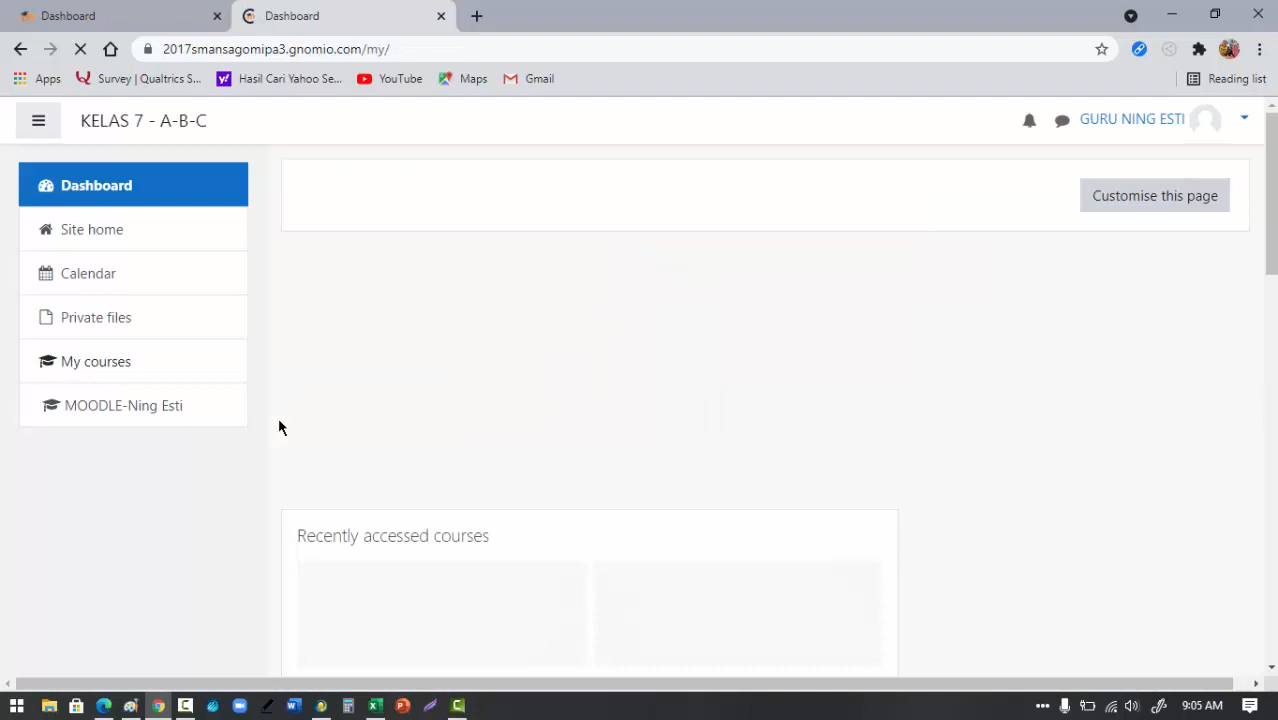 Dashboard
Dashboard
2017smansagomipa3.gnomio.com/my/
Apps
Survey | Qualtrics S...
Hasil Cari Yahoo Se...
YouTube
Maps
Gmail
Reading list
KELAS 7 - A-B-C
GURU NING ESTI
Dashboard
Customise this page
Site home
Calendar
Private files
My courses
MOODLE-Ning Esti
Recently accessed courses
9:05 AM